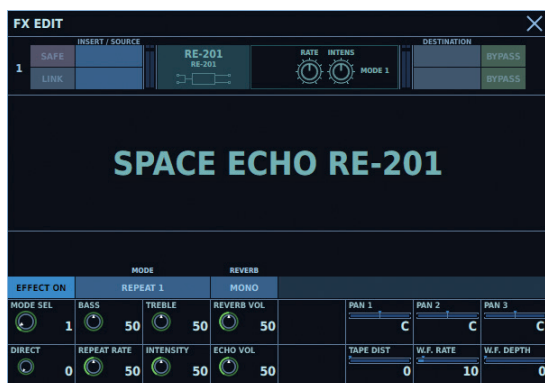 FX EDIT
INSERT / SOURCE
DESTINATION
1
SAFE
LINK
RE-201
RE-201
RATE INTENS
MODE 1
BYPASS
BYPASS
SPACE ECHO RE-201
MODE
REVERB
EFFECT ON
REPEAT 1
MONO
MODE SEL
1
BASS
50
TREBLE
50
REVERB VOL
50
PAN 1
C
PAN 2
C
PAN 3
C
DIRECT
0
REPEAT RATE
50
INTENSITY
50
ECHO VOL
50
TAPE DIST
0
W.F. RATE
10
W.F. DEPTH
0